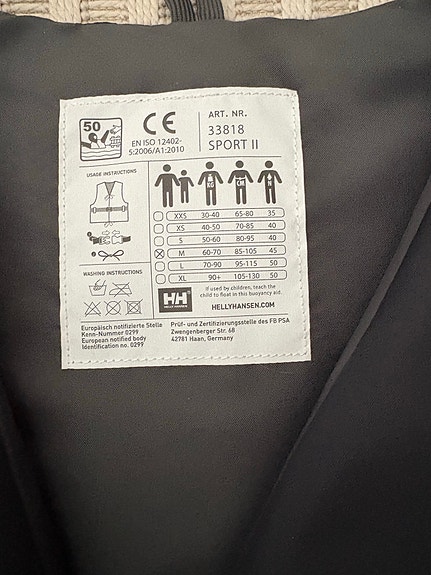 50
CE
EN ISO 12402-
5:2006/A1:2010
ART. NR.
33818
SPORT II
USAGE INSTRUCTIONS
KG
CM
N
XXS 30-40 65-80 35
XS 40-50 70-85 40
S 50-60 80-95 40
M 60-70 85-105 45
L 70-90 95-115 50
XL 90+ 105-130 50
WASHING INSTRUCTIONS
HH
If used by children, teach the
child to float in this buoyancy aid.
HELLYHANSEN.COM
Europäisch notifizierte Stelle
Kenn-Nummer 0299
European notified body
Identification no. 0299
Prüf- und Zertifizierungsstelle des FB PSA
Zwengenberger Str. 68
42781 Haan, Germany